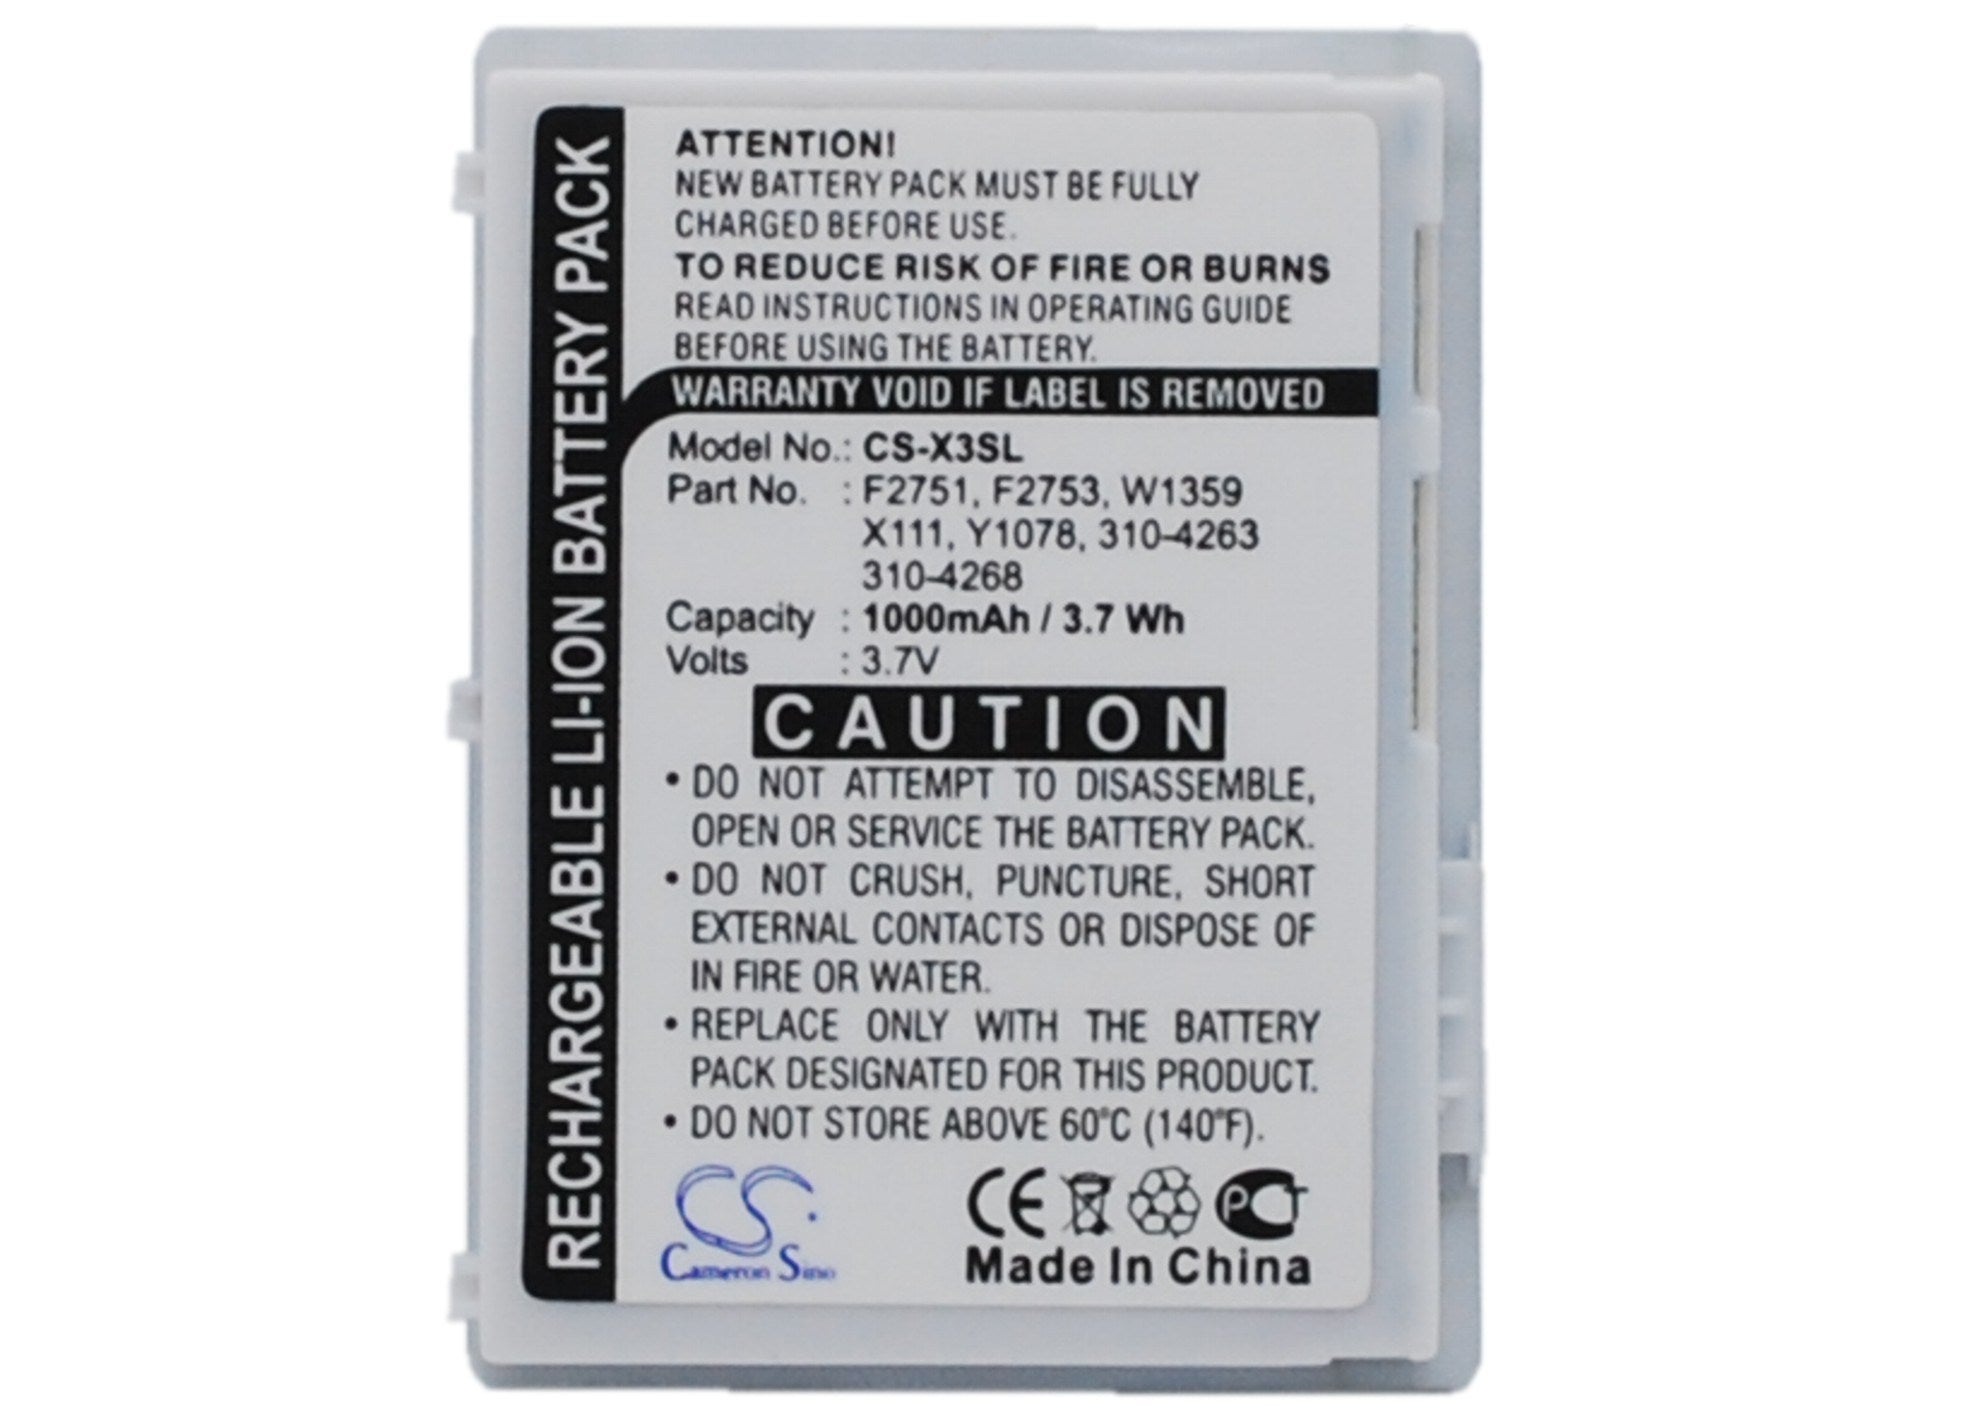 RECHARGEABLE LI-ION BATTERY PACK
ATTENTION!
NEW BATTERY PACK MUST BE FULLY
CHARGED BEFORE USE.
TO REDUCE RISK OF FIRE OR BURNS
READ INSTRUCTIONS IN OPERATING GUIDE
BEFORE USING THE BATTERY.
WARRANTY VOID IF LABEL IS REMOVED
Model No.: CS-X3SL
Part No. : F2751, F2753, W1359
X111, Y1078, 310-4263
310-4268
Capacity : 1000mAh / 3.7 Wh
Volts : 3.7V
CAUTION
• DO NOT ATTEMPT TO DISASSEMBLE,
OPEN OR SERVICE THE BATTERY PACK.
• DO NOT CRUSH, PUNCTURE, SHORT
EXTERNAL CONTACTS OR DISPOSE OF
IN FIRE OR WATER.
• REPLACE ONLY WITH THE BATTERY
PACK DESIGNATED FOR THIS PRODUCT.
• DO NOT STORE ABOVE 60°C (140°F).
CS
Cameron Sino
CE PCT
Made In China